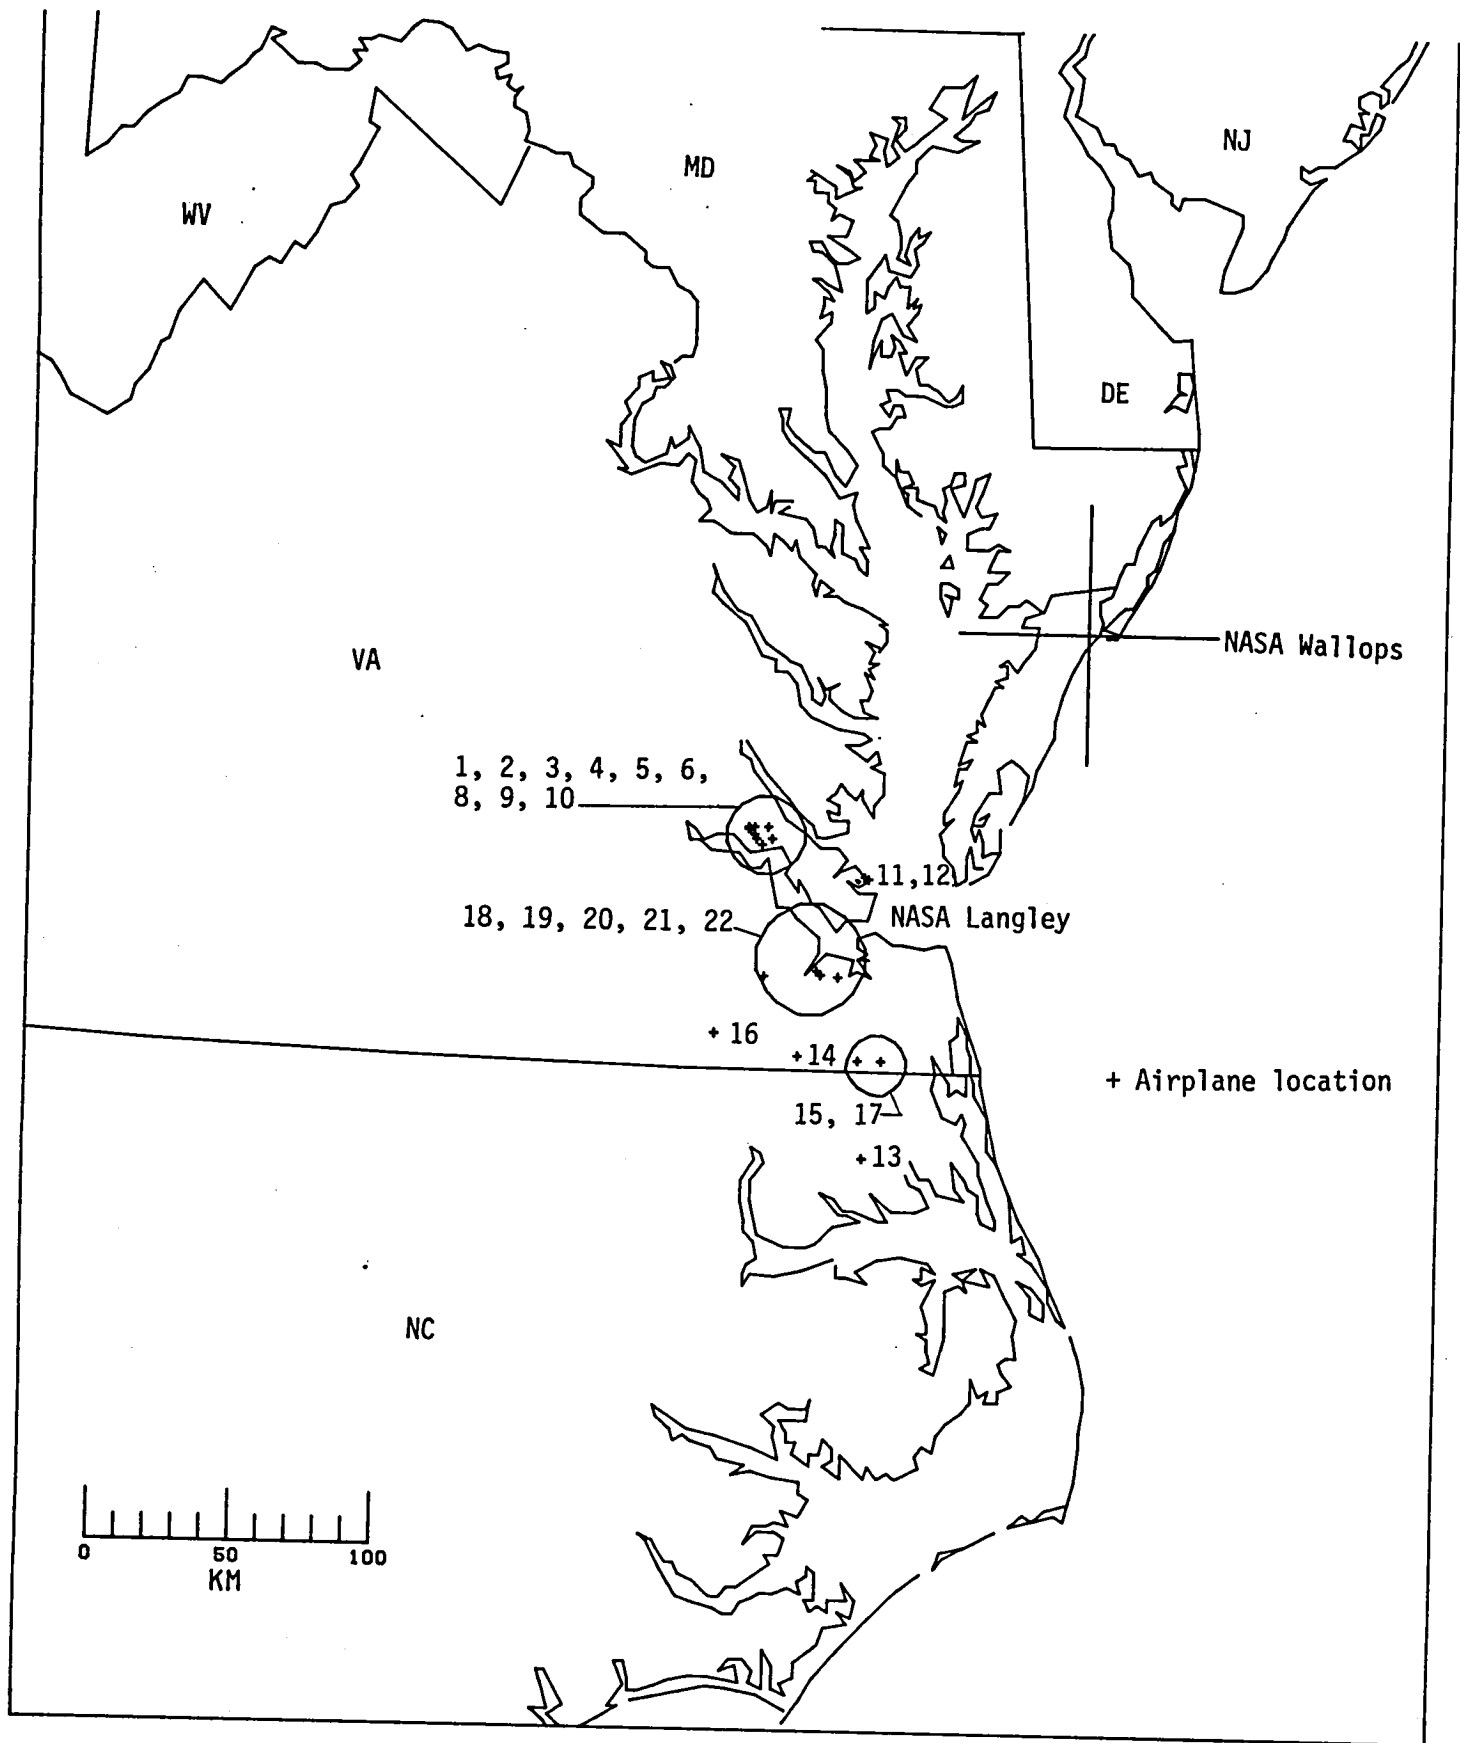 NJ
MD
WV
DE
NASA Wallops
VA
1, 2, 3, 4, 5, 6,
8, 9, 10
11,12
18, 19, 20, 21, 22
NASA Langley
+ 16
+14
+ Airplane location
15, 17
+13
NC
0 50 100
KM